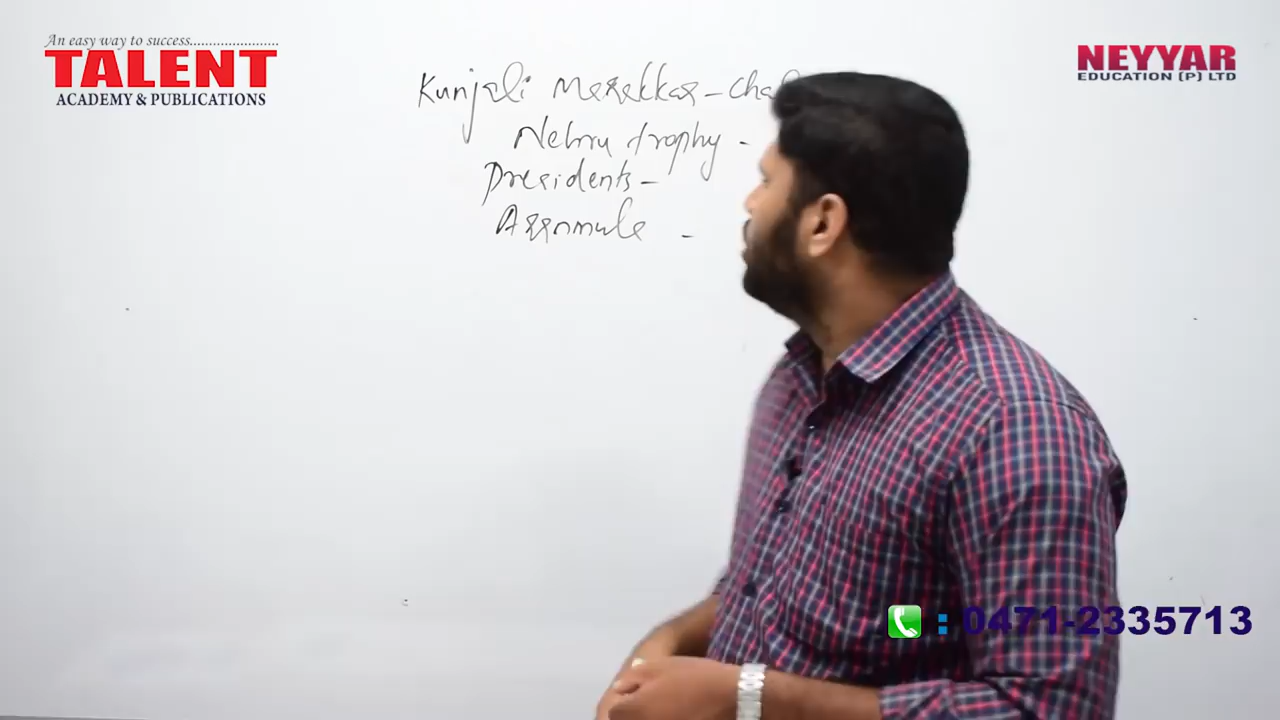 An easy way to success.......................
TALENT
ACADEMY & PUBLICATIONS
NEYYAR
EDUCATION (P) LTD
Kunjali Marakkar - Cha
Nehru trophy -
Presidents -
Aranmula -
: 0471-2335713